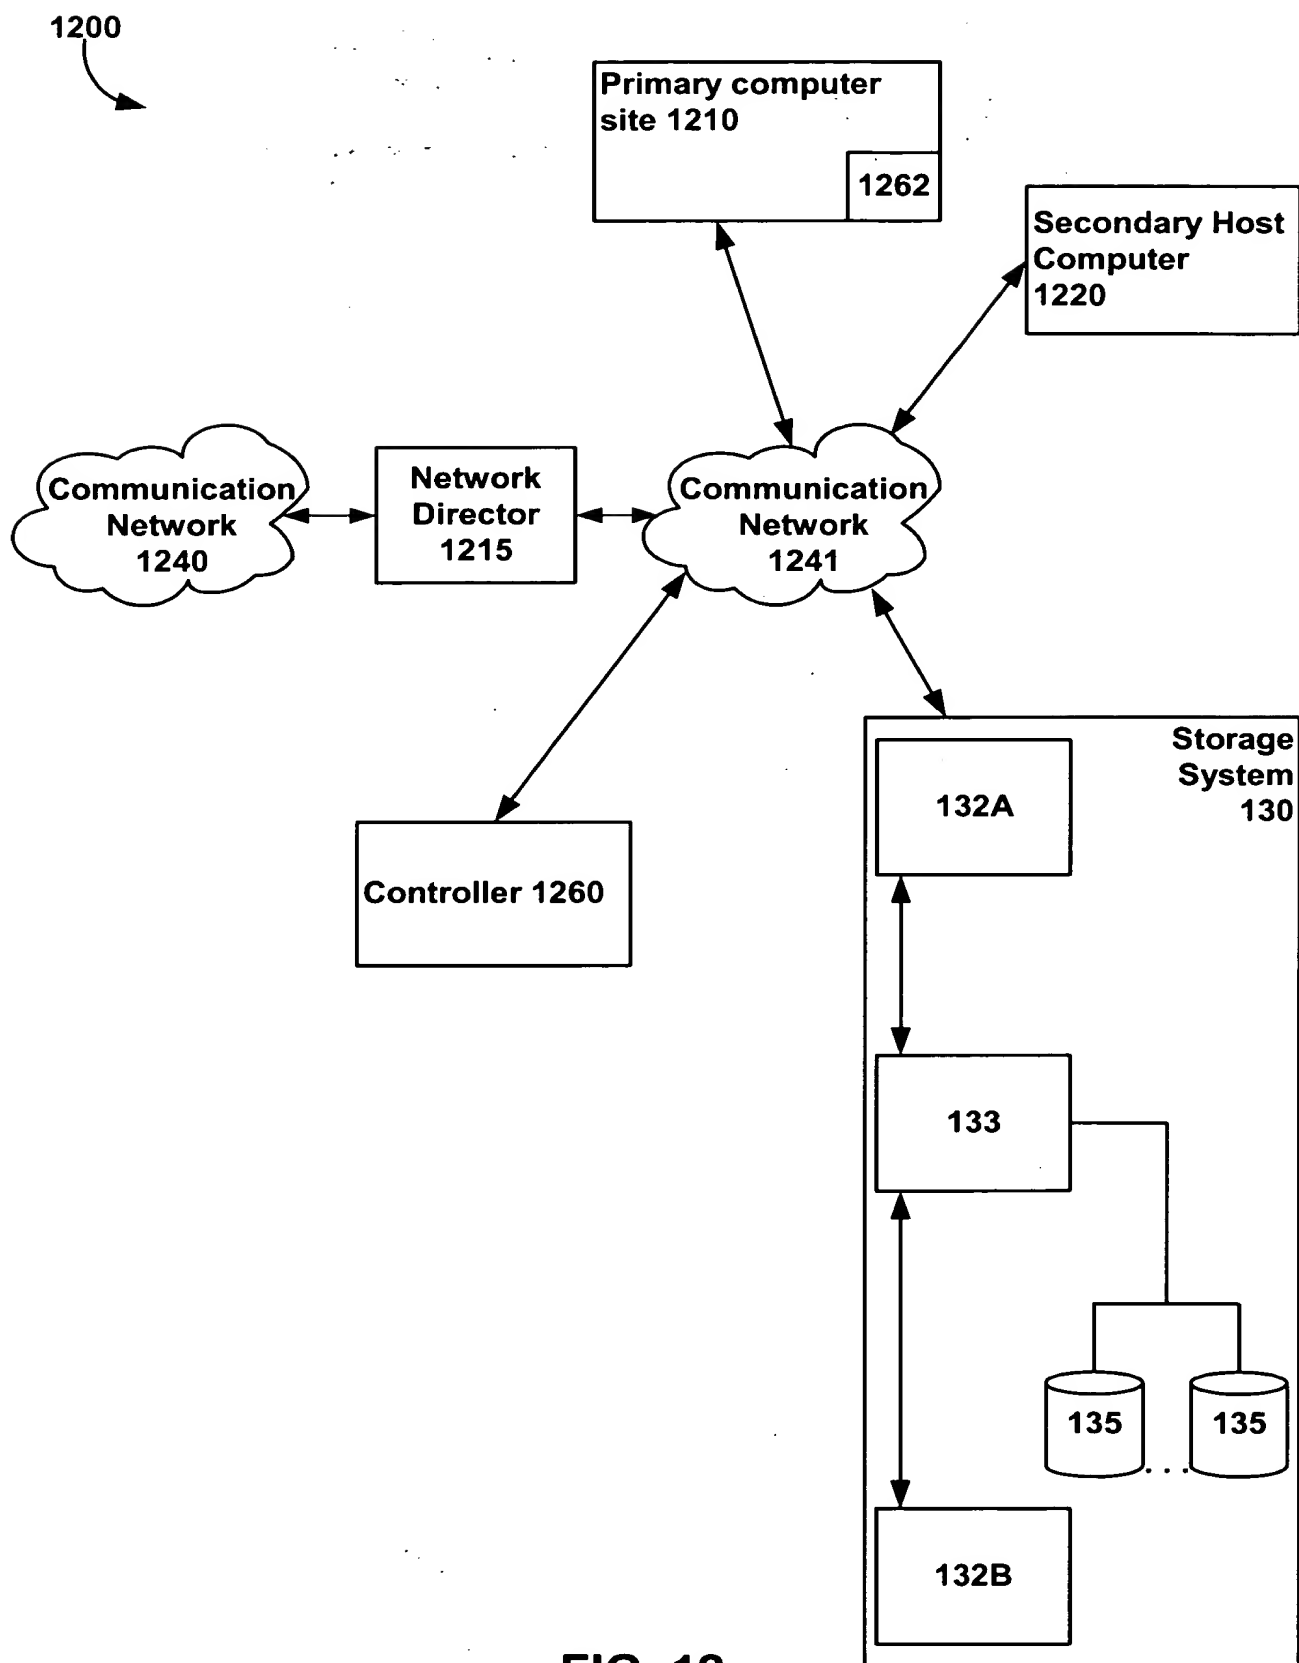 1200
Primary computer
site 1210
1262
Secondary Host
Computer
1220
Communication
Network
1240
Network
Director
1215
Communication
Network
1241
Storage
System
130
132A
Controller 1260
133
135
135
...
132B